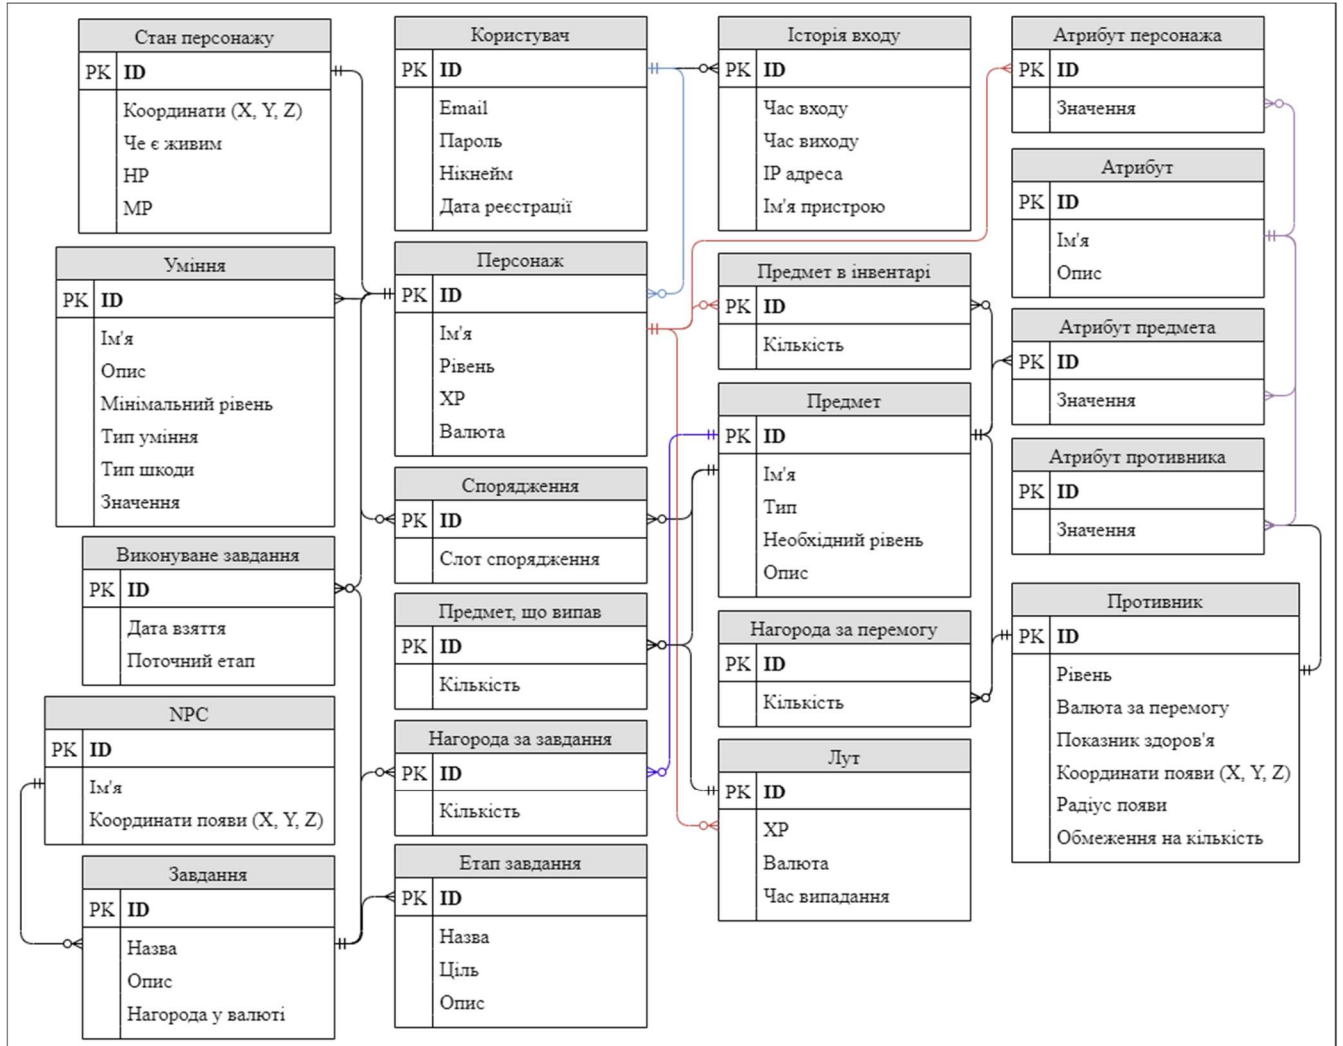 Стан персонажу
PK ID
Координати (X, Y, Z)
Че є живим
HP
MP
Уміння
PK ID
Ім'я
Опис
Мінімальний рівень
Тип уміння
Тип шкоди
Значення
Виконуване завдання
PK ID
Дата взяття
Поточний етап
NPC
PK ID
Ім'я
Координати появи (X, Y, Z)
Завдання
PK ID
Назва
Опис
Нагорода у валюті
Користувач
PK ID
Email
Пароль
Нікнейм
Дата реєстрації
Персонаж
PK ID
Ім'я
Рівень
XP
Валюта
Спорядження
PK ID
Слот спорядження
Предмет, що випав
PK ID
Кількість
Нагорода за завдання
PK ID
Кількість
Етап завдання
PK ID
Назва
Ціль
Опис
Історія входу
PK ID
Час входу
Час виходу
IP адреса
Ім'я пристрою
Предмет в інвентарі
PK ID
Кількість
Предмет
PK ID
Ім'я
Тип
Необхідний рівень
Опис
Нагорода за перемогу
PK ID
Кількість
Лут
PK ID
XP
Валюта
Час випадання
Атрибут персонажа
PK ID
Значення
Атрибут
PK ID
Ім'я
Опис
Атрибут предмета
PK ID
Значення
Атрибут противника
PK ID
Значення
Противник
PK ID
Рівень
Валюта за перемогу
Показник здоров'я
Координати появи (X, Y, Z)
Радіус появи
Обмеження на кількість